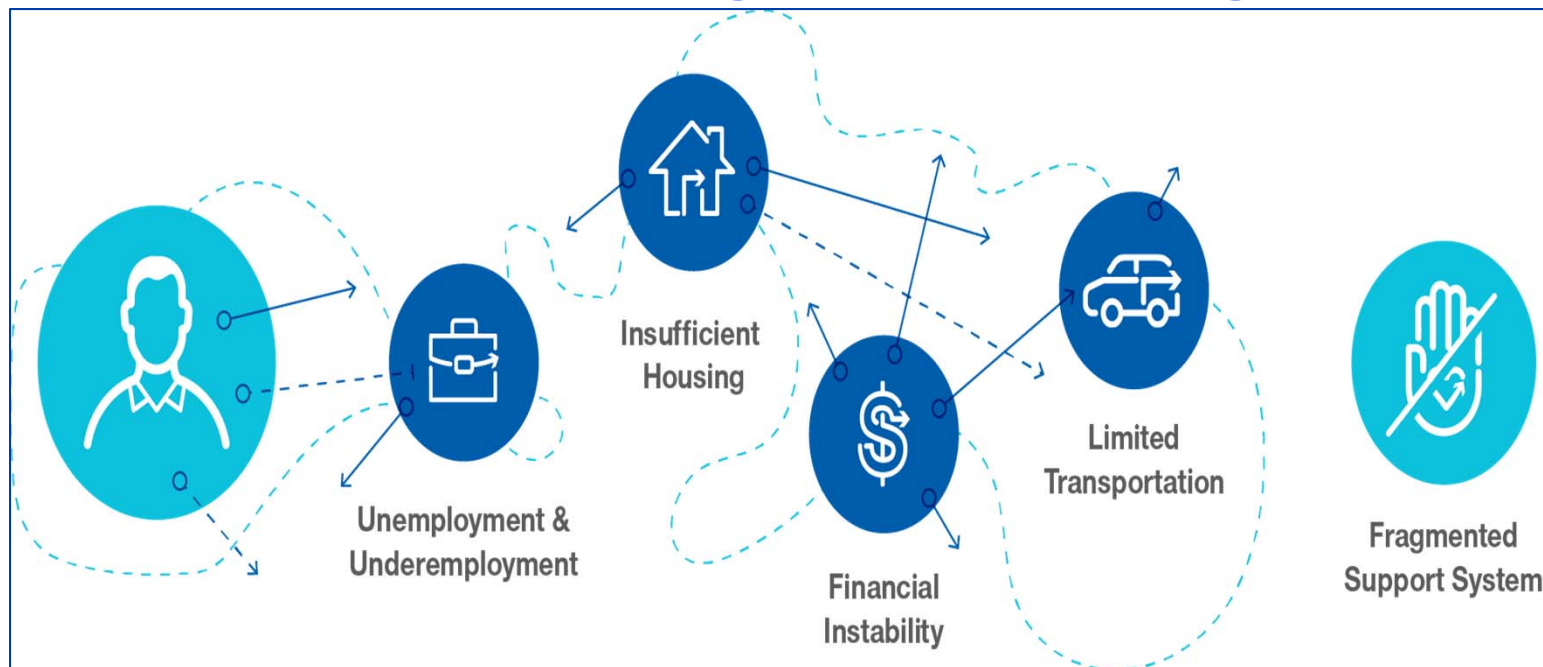 Unemployment &
Underemployment
Insufficient
Housing
Financial
Instability
Limited
Transportation
Fragmented
Support System